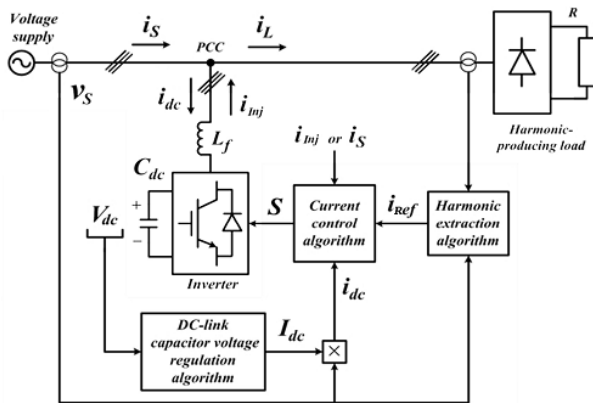 Voltage
supply
i_S
PCC
i_L
R
v_S
i_dc
i_Inj
L_f
Harmonic-
producing load
C_dc
+
−
V_dc
i_Inj or i_S
S
Current
control
algorithm
i_Ref
Harmonic
extraction
algorithm
Inverter
i_dc
DC-link
capacitor voltage
regulation
algorithm
I_dc
×